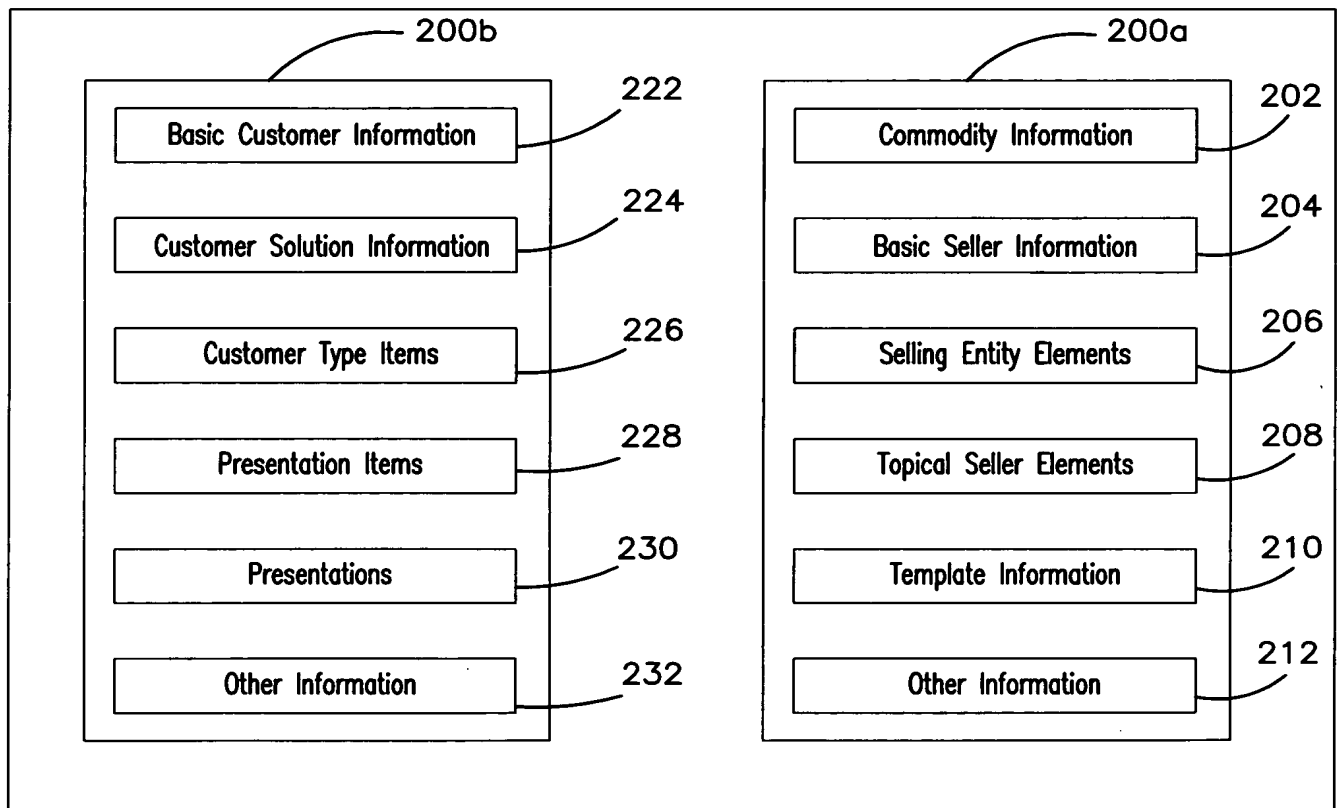 200b
Basic Customer Information
222
Customer Solution Information
224
Customer Type Items
226
Presentation Items
228
Presentations
230
Other Information
232
200a
Commodity Information
202
Basic Seller Information
204
Selling Entity Elements
206
Topical Seller Elements
208
Template Information
210
Other Information
212